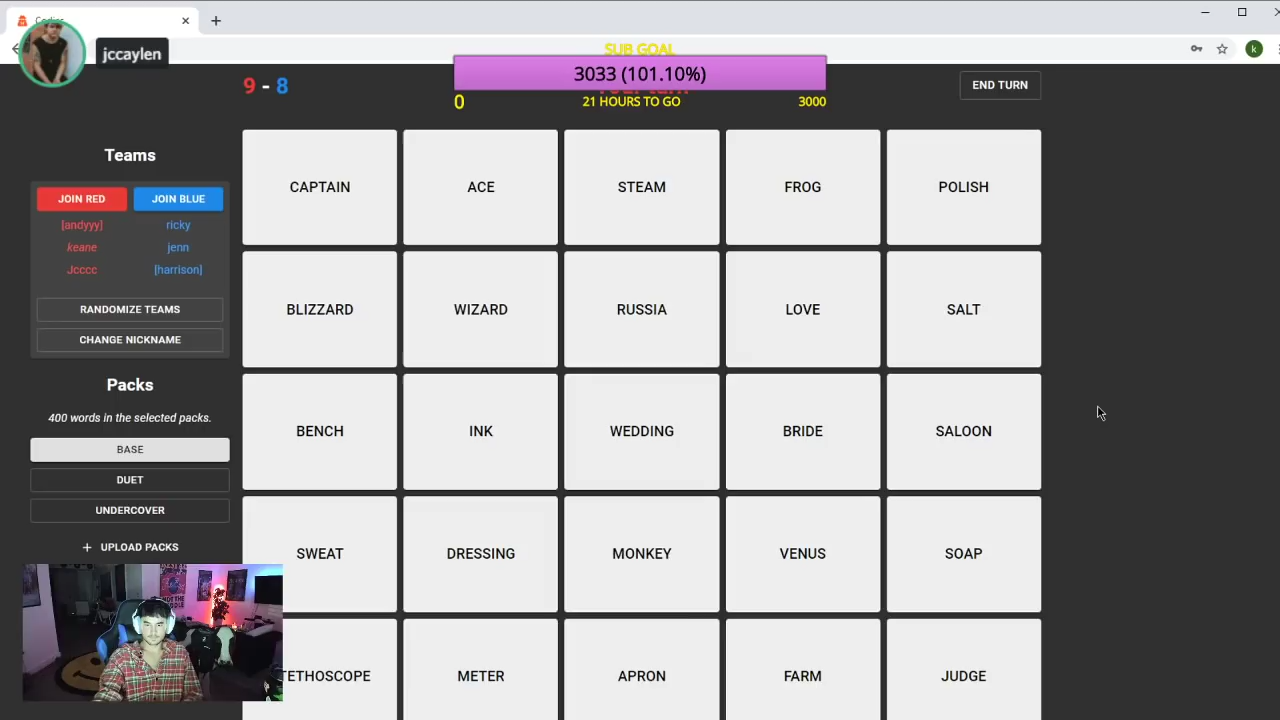 jccaylen
SUB GOAL
3033 (101.10%)
0 21 HOURS TO GO 3000
9 - 8
END TURN
Teams
JOIN RED JOIN BLUE
[andyyy] ricky
keane jenn
Jcccc [harrison]
RANDOMIZE TEAMS
CHANGE NICKNAME
Packs
400 words in the selected packs.
BASE
DUET
UNDERCOVER
+ UPLOAD PACKS
CAPTAIN ACE STEAM FROG POLISH
BLIZZARD WIZARD RUSSIA LOVE SALT
BENCH INK WEDDING BRIDE SALOON
SWEAT DRESSING MONKEY VENUS SOAP
TETHOSCOPE METER APRON FARM JUDGE
k